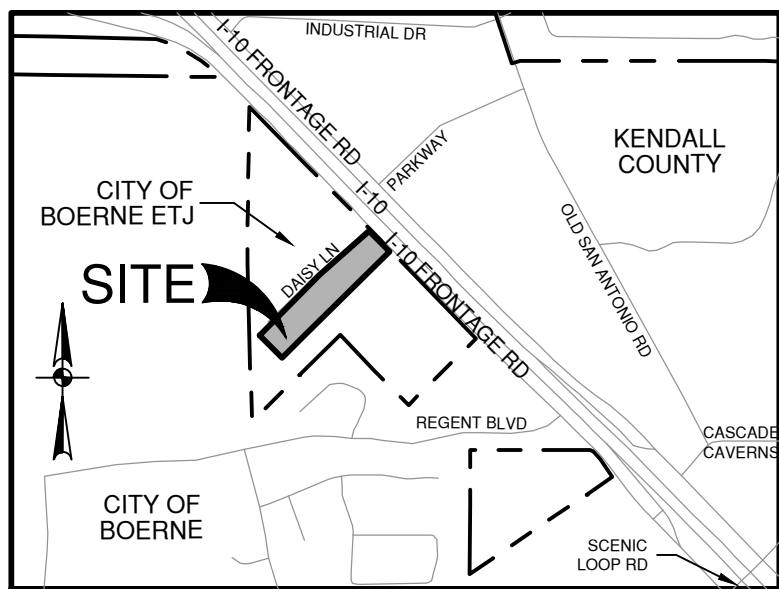 INDUSTRIAL DR
I-10 FRONTAGE RD
KENDALL
COUNTY
PARKWAY
CITY OF
BOERNE ETJ
I-10
OLD SAN ANTONIO RD
I-10 FRONTAGE RD
DAISY LN
SITE
REGENT BLVD
CASCADE
CAVERNS
CITY OF
BOERNE
SCENIC
LOOP RD